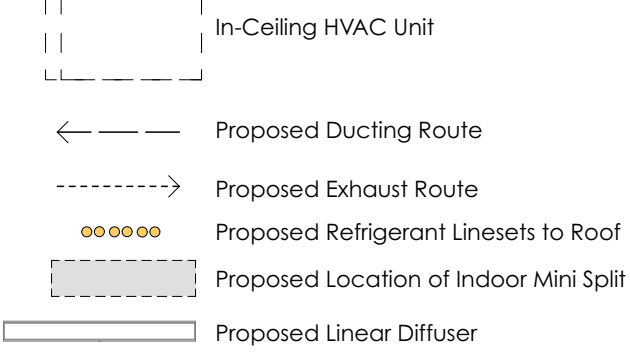 In-Ceiling HVAC Unit
Proposed Ducting Route
Proposed Exhaust Route
Proposed Refrigerant Linesets to Roof
Proposed Location of Indoor Mini Split
Proposed Linear Diffuser